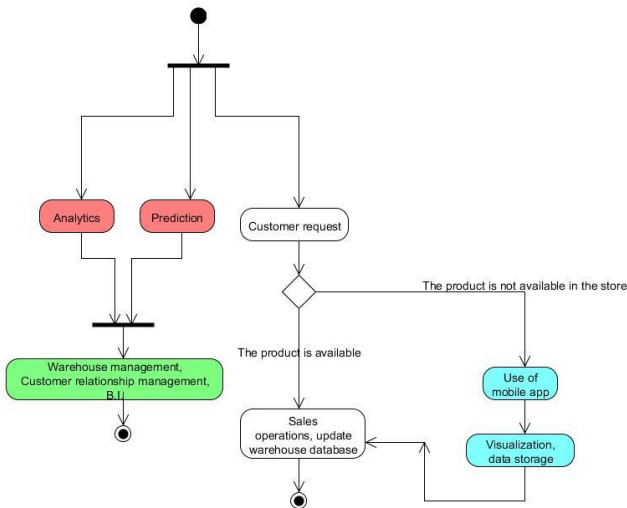 Analytics
Prediction
Customer request
The product is not available in the store
The product is available
Warehouse management,
Customer relationship management,
B.I.
Use of
mobile app
Sales
operations, update
warehouse database
Visualization,
data storage